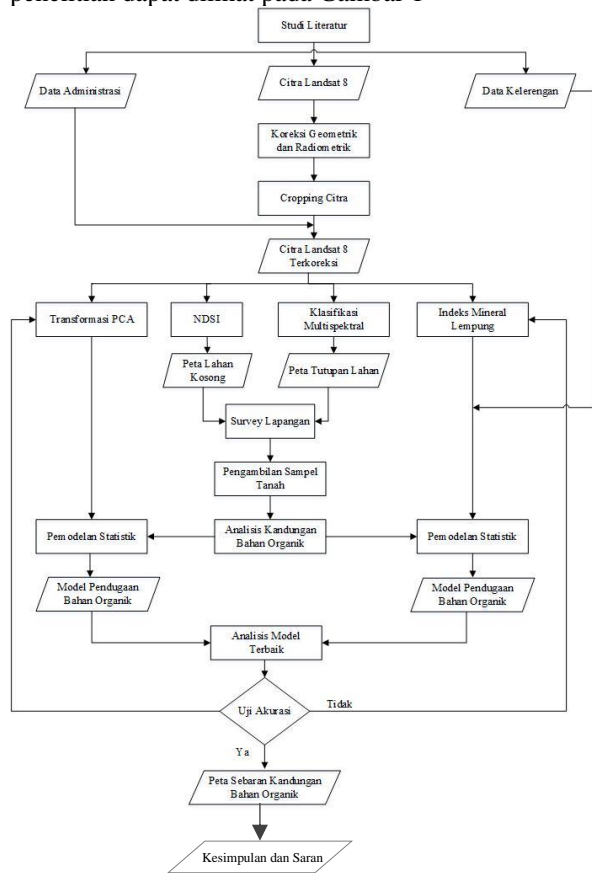 penelitian dapat dilihat pada Gambar 1
Studi Literatur
Data Administrasi
Citra Landsat 8
Data Kelerengan
Koreksi Geometrik
dan Radiometrik
Cropping Citra
Citra Landsat 8
Terkoreksi
Transformasi PCA
NDSI
Klasifikasi
Multispektral
Indeks Mineral
Lempung
Peta Lahan
Kosong
Peta Tutupan Lahan
Survey Lapangan
Pengambilan Sampel
Tanah
Pemodelan Statistik
Analisis Kandungan
Bahan Organik
Pemodelan Statistik
Model Pendugaan
Bahan Organik
Model Pendugaan
Bahan Organik
Analisis Model
Terbaik
Uji Akurasi
Tidak
Ya
Peta Sebaran Kandungan
Bahan Organik
Kesimpulan dan Saran